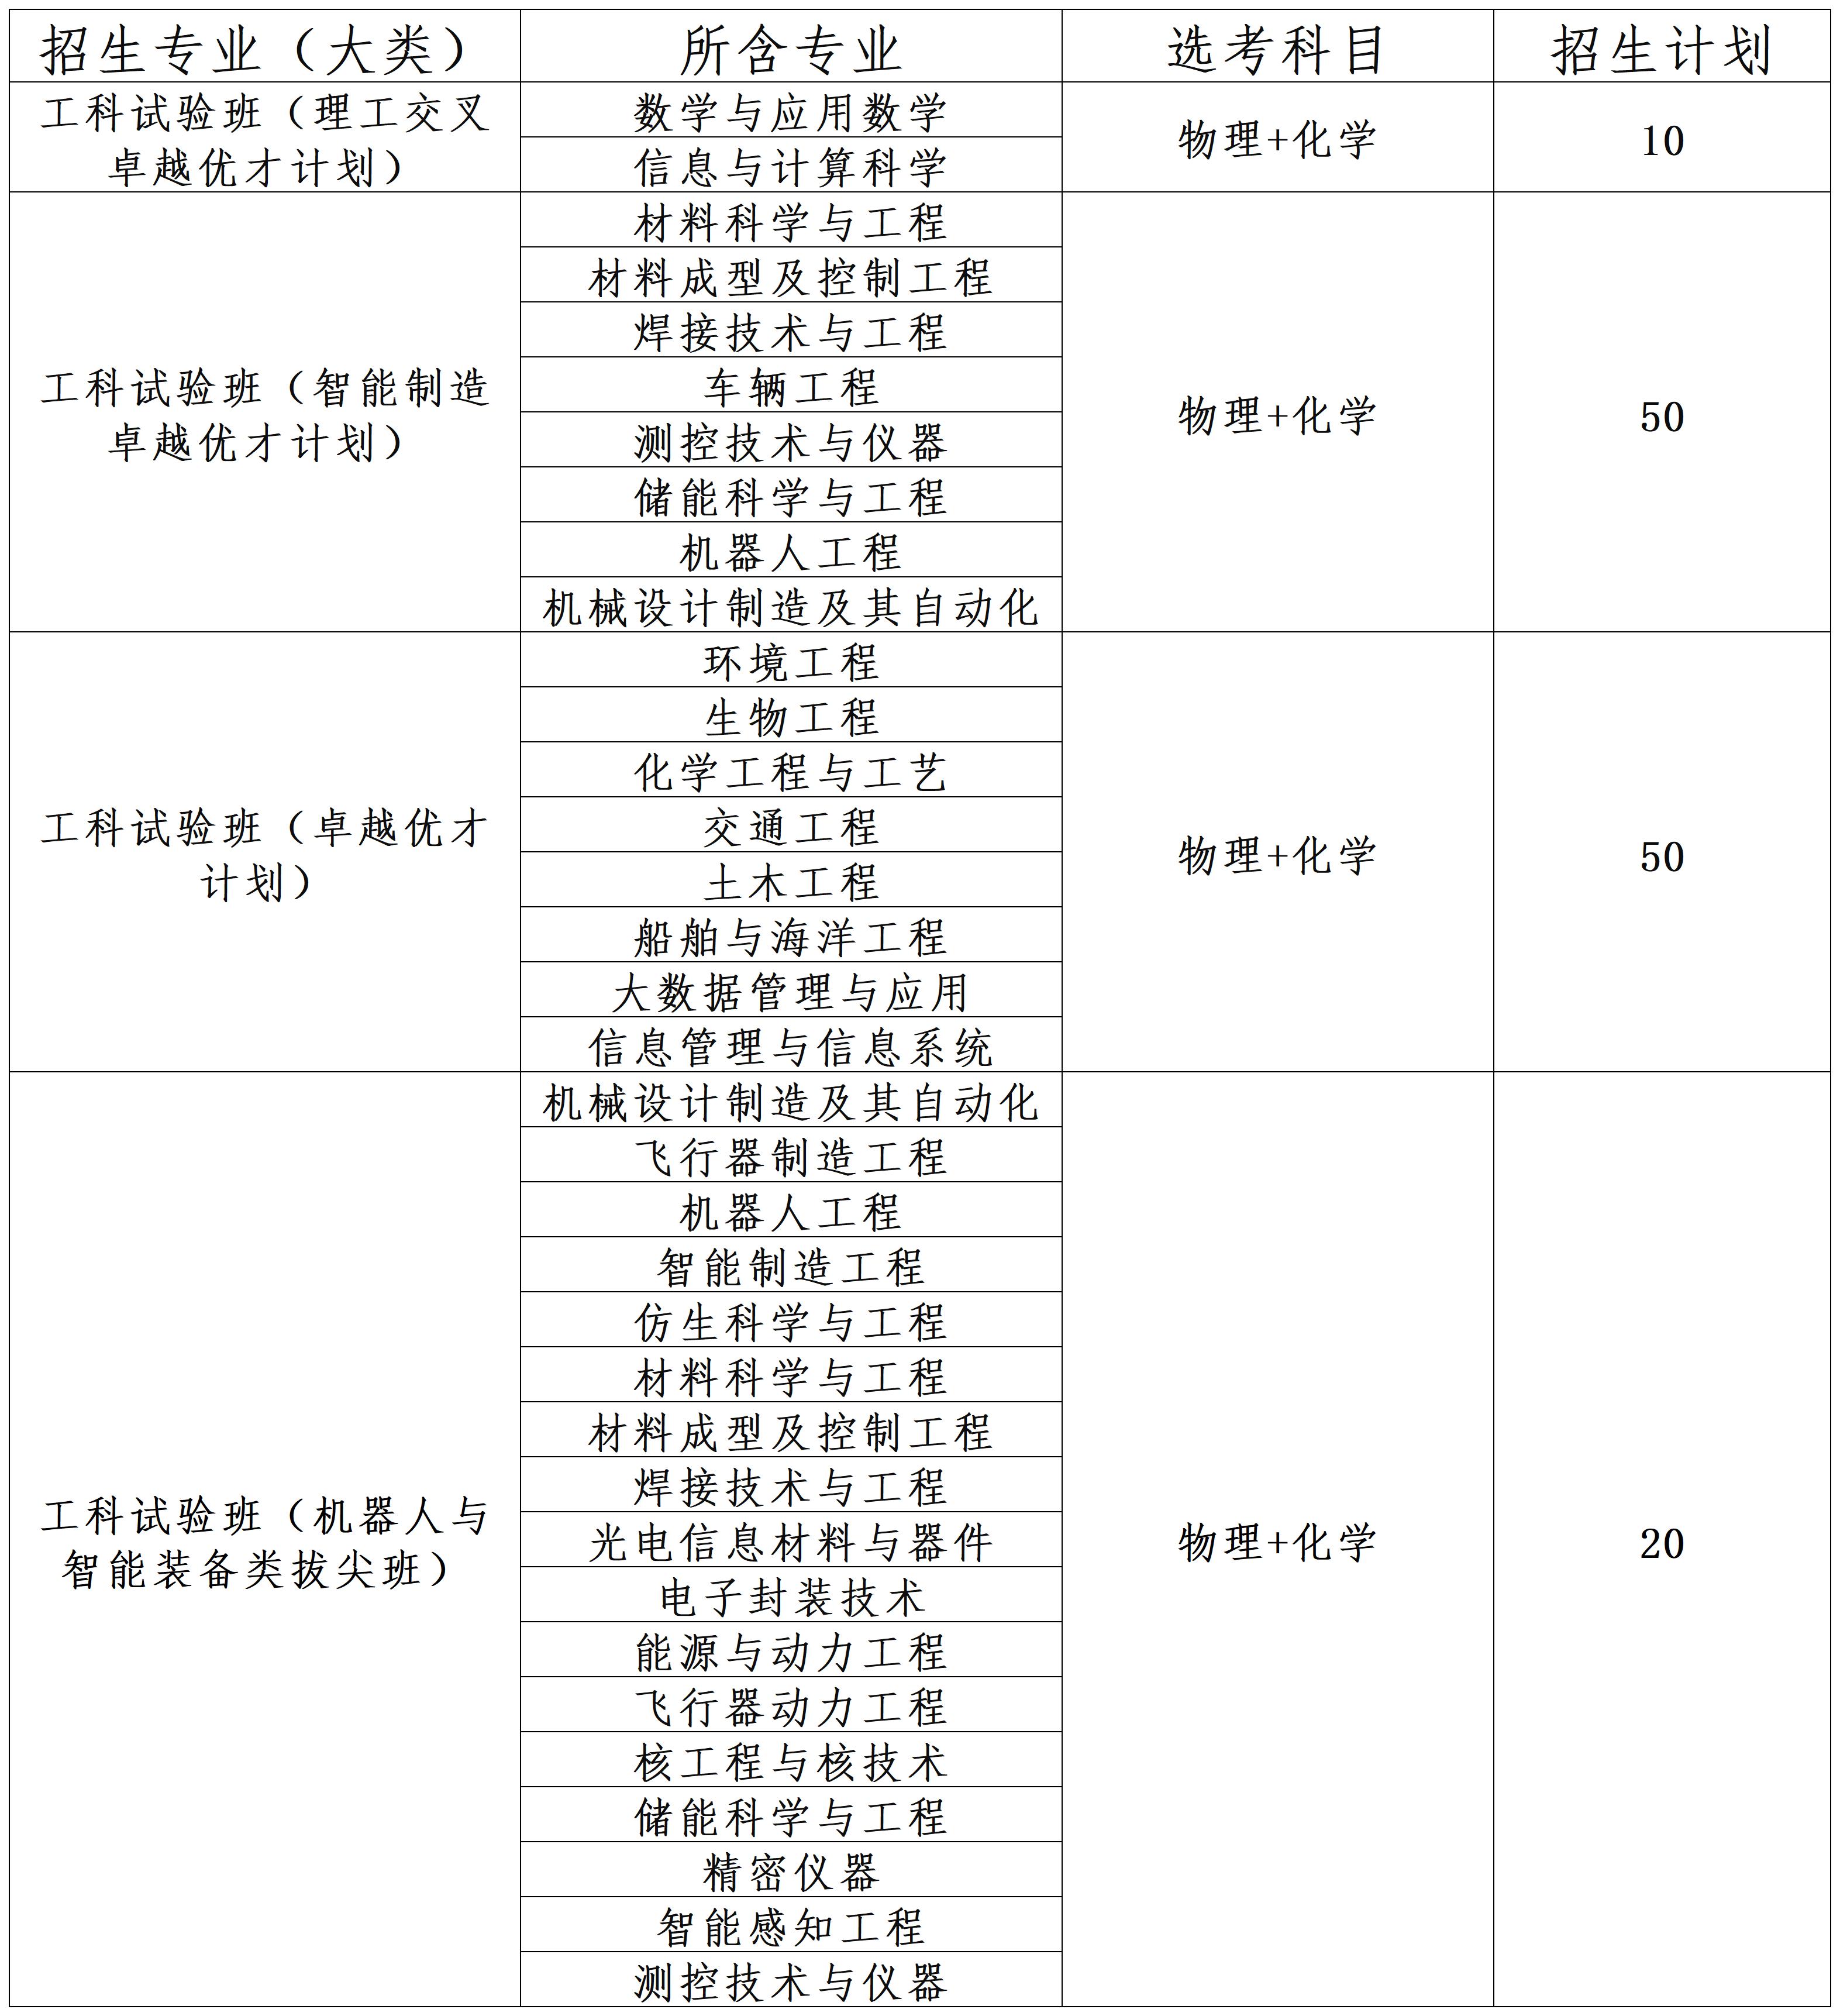 招生专业（大类） 所含专业 选考科目 招生计划
工科试验班（理工交叉
卓越优才计划）
数学与应用数学
信息与计算科学
物理+化学
10
工科试验班（智能制造
卓越优才计划）
材料科学与工程
材料成型及控制工程
焊接技术与工程
车辆工程
测控技术与仪器
储能科学与工程
机器人工程
机械设计制造及其自动化
物理+化学
50
工科试验班（卓越优才
计划）
环境工程
生物工程
化学工程与工艺
交通工程
土木工程
船舶与海洋工程
大数据管理与应用
信息管理与信息系统
物理+化学
50
工科试验班（机器人与
智能装备类拔尖班）
机械设计制造及其自动化
飞行器制造工程
机器人工程
智能制造工程
仿生科学与工程
材料科学与工程
材料成型及控制工程
焊接技术与工程
光电信息材料与器件
电子封装技术
能源与动力工程
飞行器动力工程
核工程与核技术
储能科学与工程
精密仪器
智能感知工程
测控技术与仪器
物理+化学
20